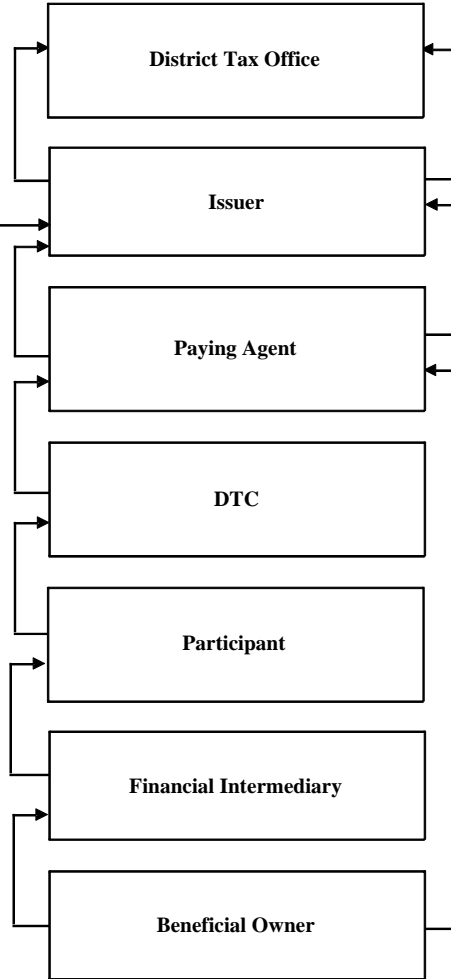 District Tax Office
Issuer
Paying Agent
DTC
Participant
Financial Intermediary
Beneficial Owner